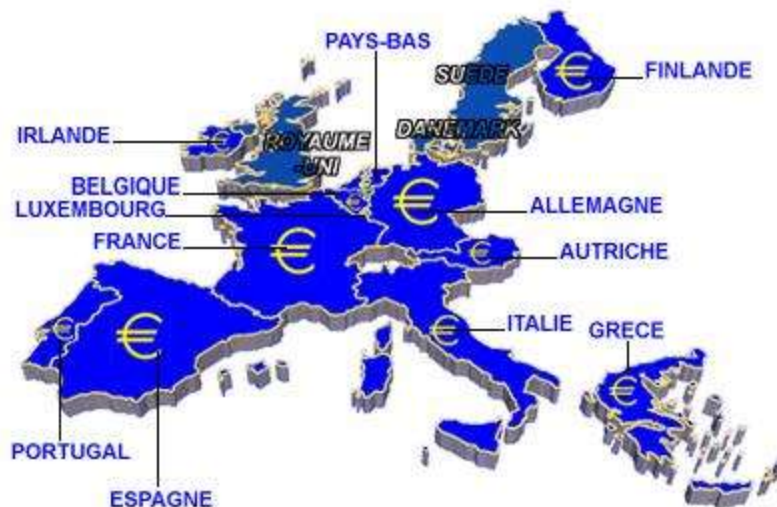 PAYS-BAS
SUEDE
FINLANDE
IRLANDE
DANEMARK
ROYAUME
-UNI
BELGIQUE
LUXEMBOURG
ALLEMAGNE
FRANCE
AUTRICHE
ITALIE
GRECE
PORTUGAL
ESPAGNE